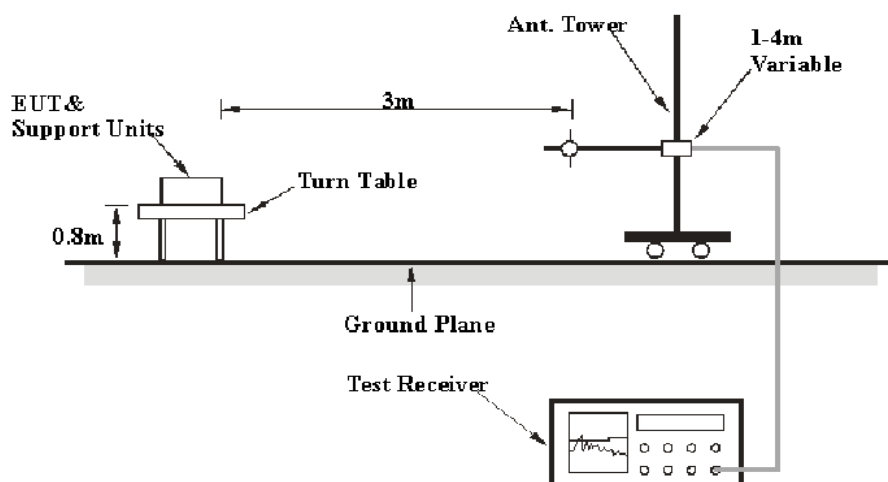 Ant. Tower
1-4m
Variable
3m
EUT&
Support Units
Turn Table
0.8m
Ground Plane
Test Receiver